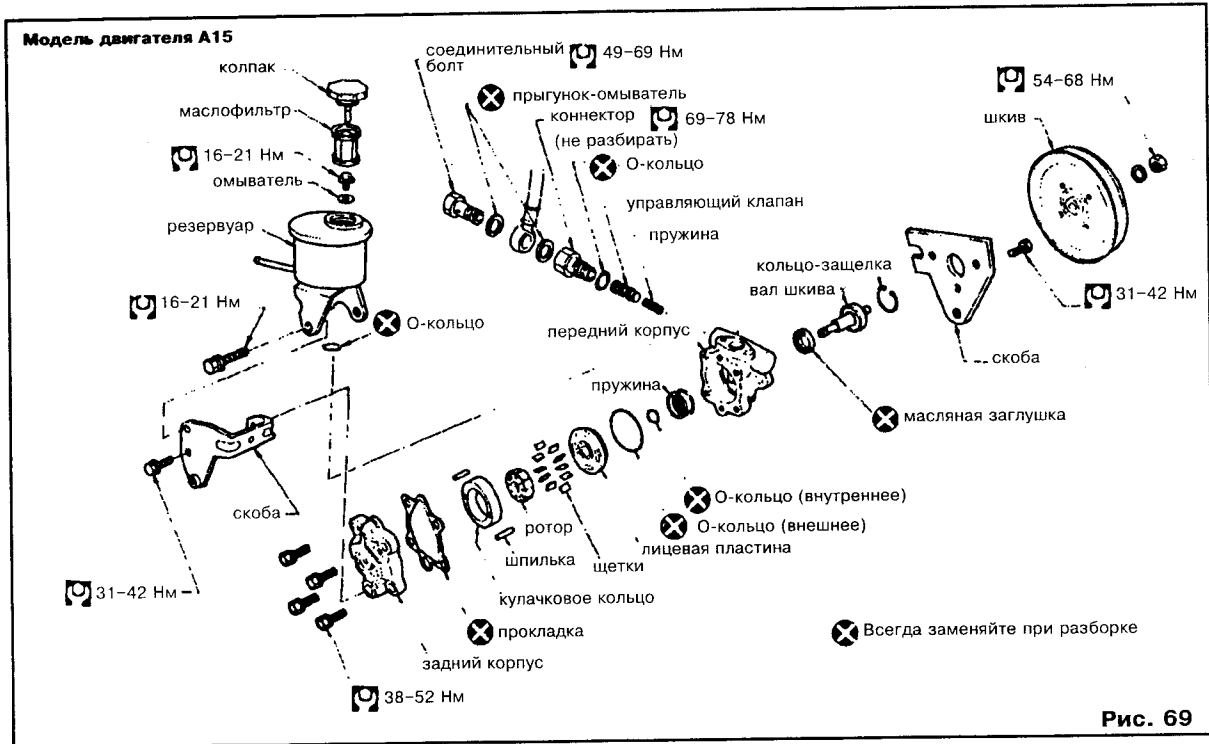 Модель двигателя А15
колпак
маслофильтр
16-21 Нм
омыватель
резервуар
16-21 Нм
О-кольцо
скоба
31-42 Нм
соединительный
болт
49-69 Нм
прыгунок-омыватель
коннектор
69-78 Нм
(не разбирать)
О-кольцо
управляющий клапан
пружина
54-68 Нм
шкив
кольцо-защелка
вал шкива
31-42 Нм
скоба
передний корпус
пружина
масляная заглушка
О-кольцо (внутреннее)
О-кольцо (внешнее)
лицевая пластина
ротор
шпилька
щетки
кулачковое кольцо
прокладка
задний корпус
38-52 Нм
Всегда заменяйте при разборке
Рис. 69